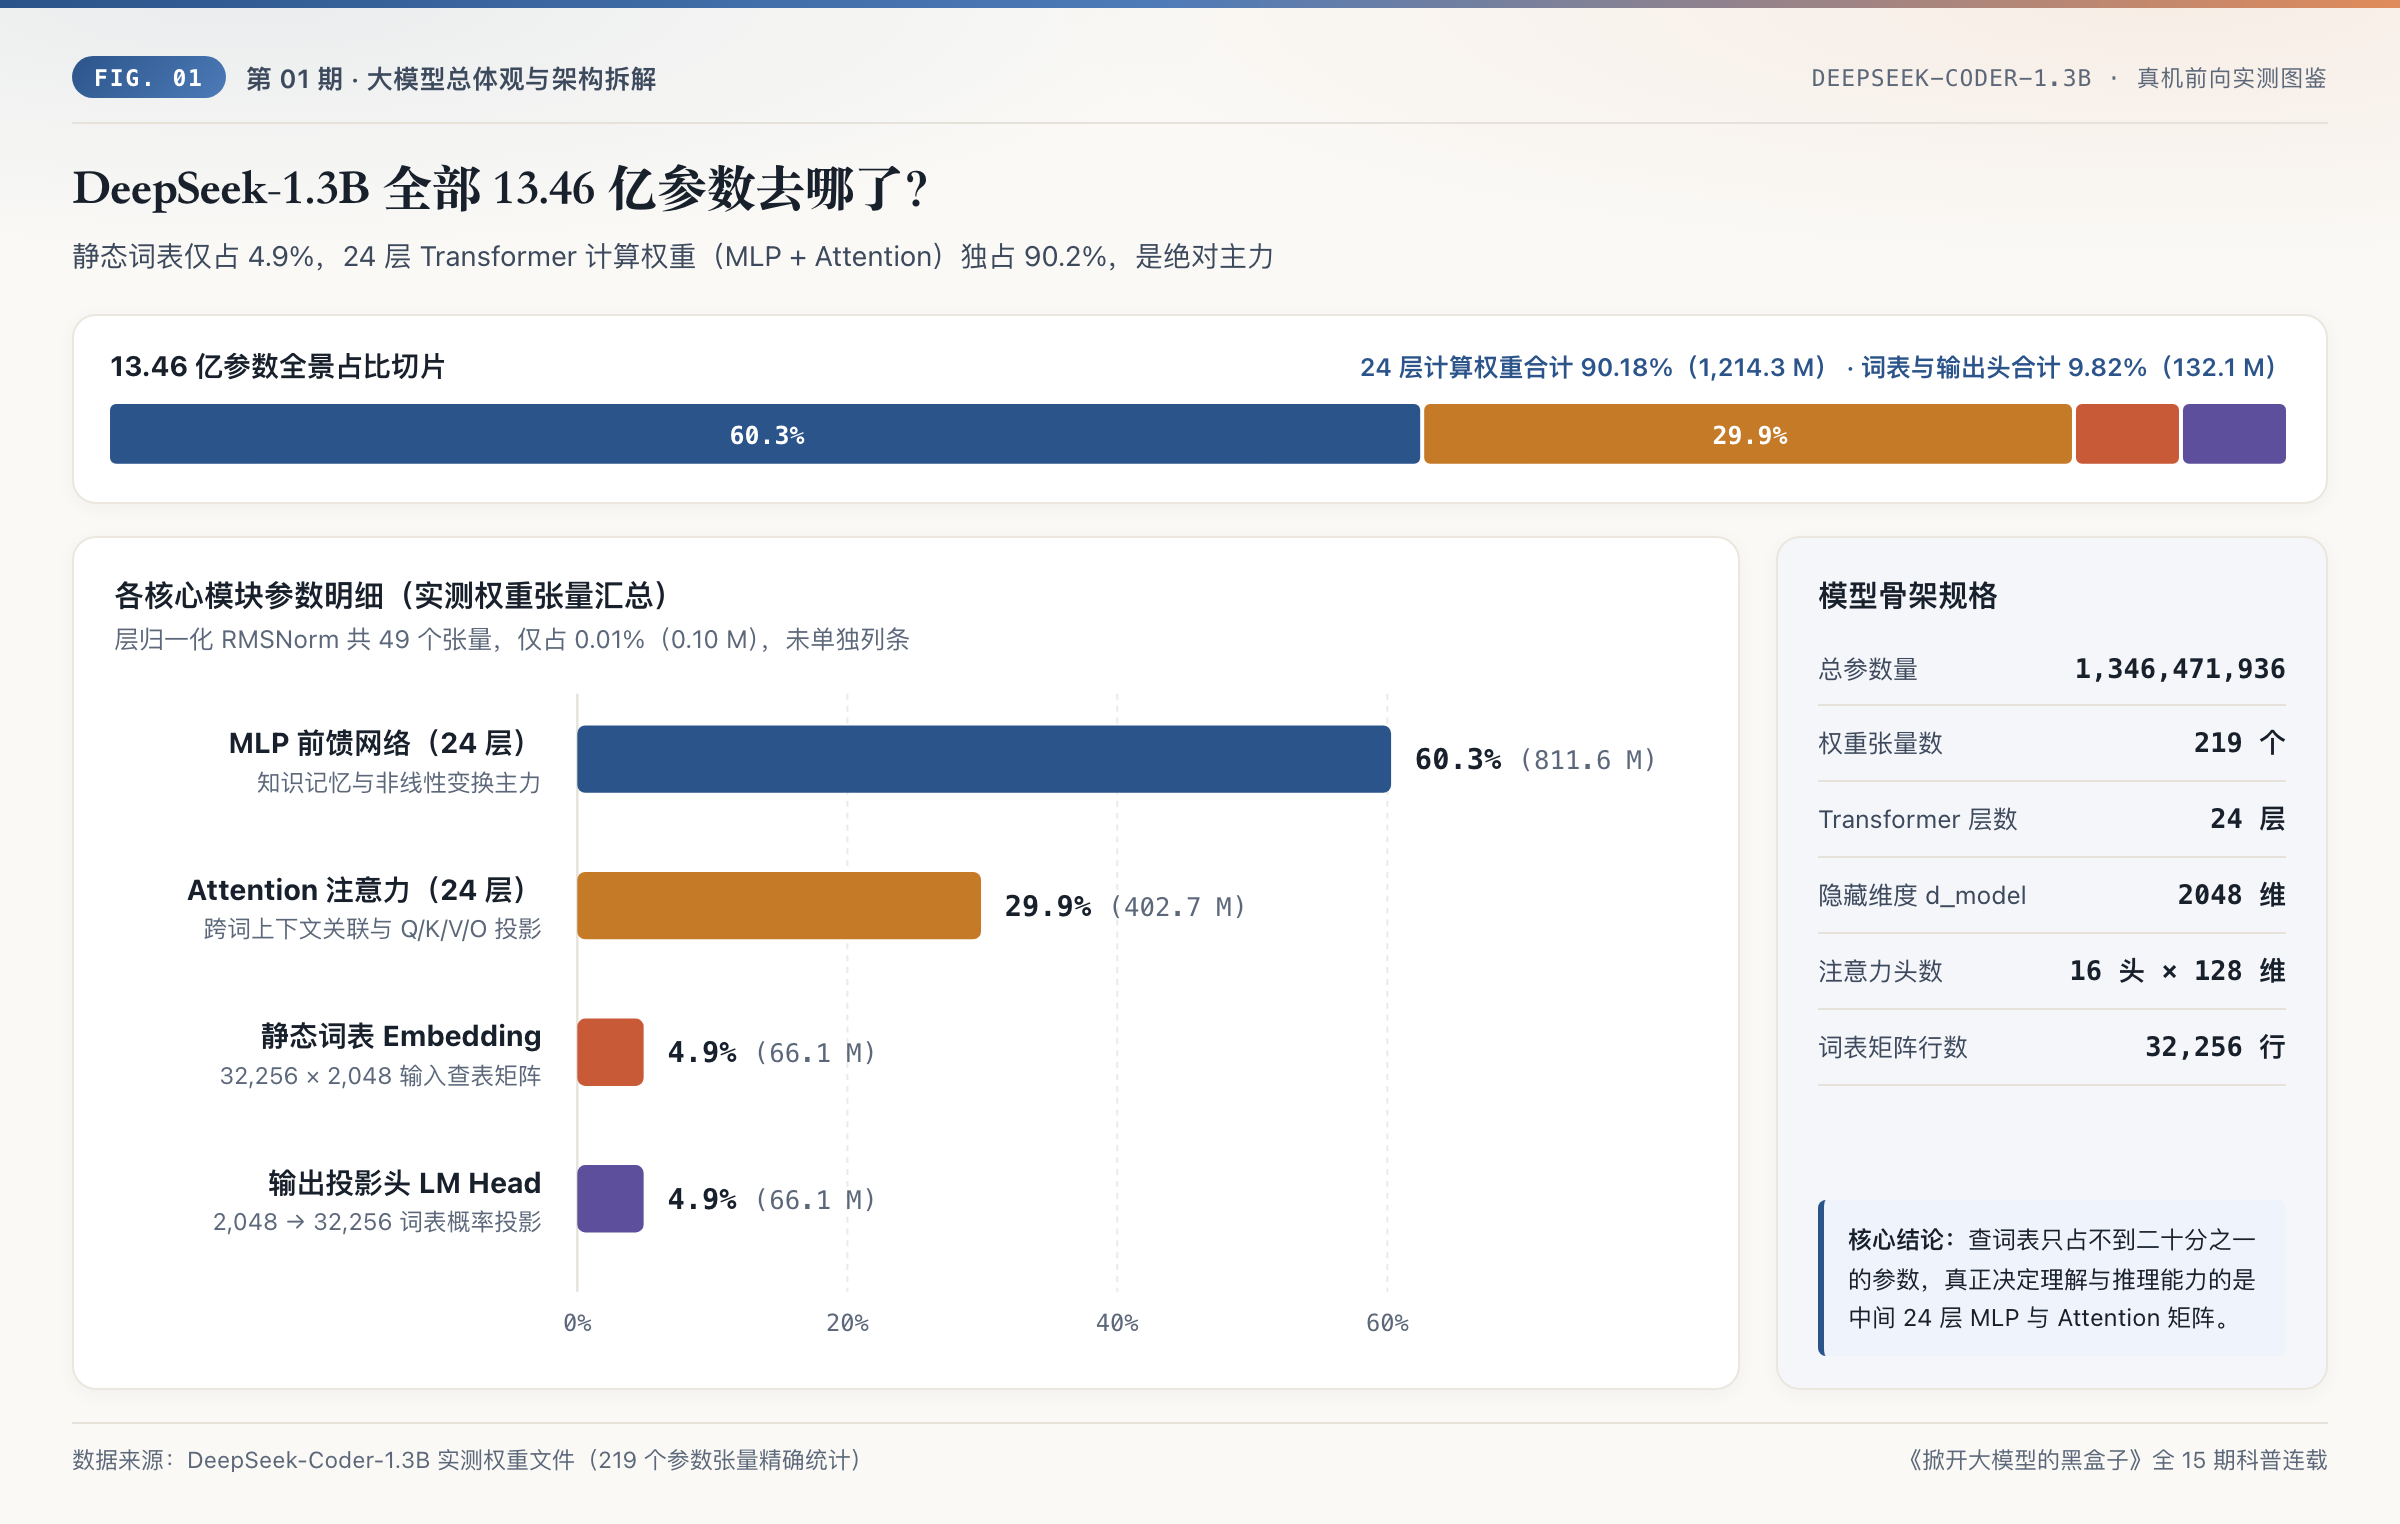 FIG. 01
第 01 期 · 大模型总体观与架构拆解
DEEPSEEK-CODER-1.3B · 真机前向实测图鉴
DeepSeek-1.3B 全部 13.46 亿参数去哪了？
静态词表仅占 4.9%，24 层 Transformer 计算权重（MLP + Attention）独占 90.2%，是绝对主力
13.46 亿参数全景占比切片
24 层计算权重合计 90.18%（1,214.3 M） · 词表与输出头合计 9.82%（132.1 M）
60.3%
29.9%
各核心模块参数明细（实测权重张量汇总）
层归一化 RMSNorm 共 49 个张量，仅占 0.01%（0.10 M），未单独列条
MLP 前馈网络（24 层）
知识记忆与非线性变换主力
60.3% (811.6 M)
Attention 注意力（24 层）
跨词上下文关联与 Q/K/V/O 投影
29.9% (402.7 M)
静态词表 Embedding
32,256 × 2,048 输入查表矩阵
4.9% (66.1 M)
输出投影头 LM Head
2,048 → 32,256 词表概率投影
4.9% (66.1 M)
0%
20%
40%
60%
模型骨架规格
总参数量 1,346,471,936
权重张量数 219 个
Transformer 层数 24 层
隐藏维度 d_model 2048 维
注意力头数 16 头 × 128 维
词表矩阵行数 32,256 行
核心结论：查词表只占不到二十分之一
的参数，真正决定理解与推理能力的是
中间 24 层 MLP 与 Attention 矩阵。
数据来源：DeepSeek-Coder-1.3B 实测权重文件（219 个参数张量精确统计）
《掀开大模型的黑盒子》全 15 期科普连载